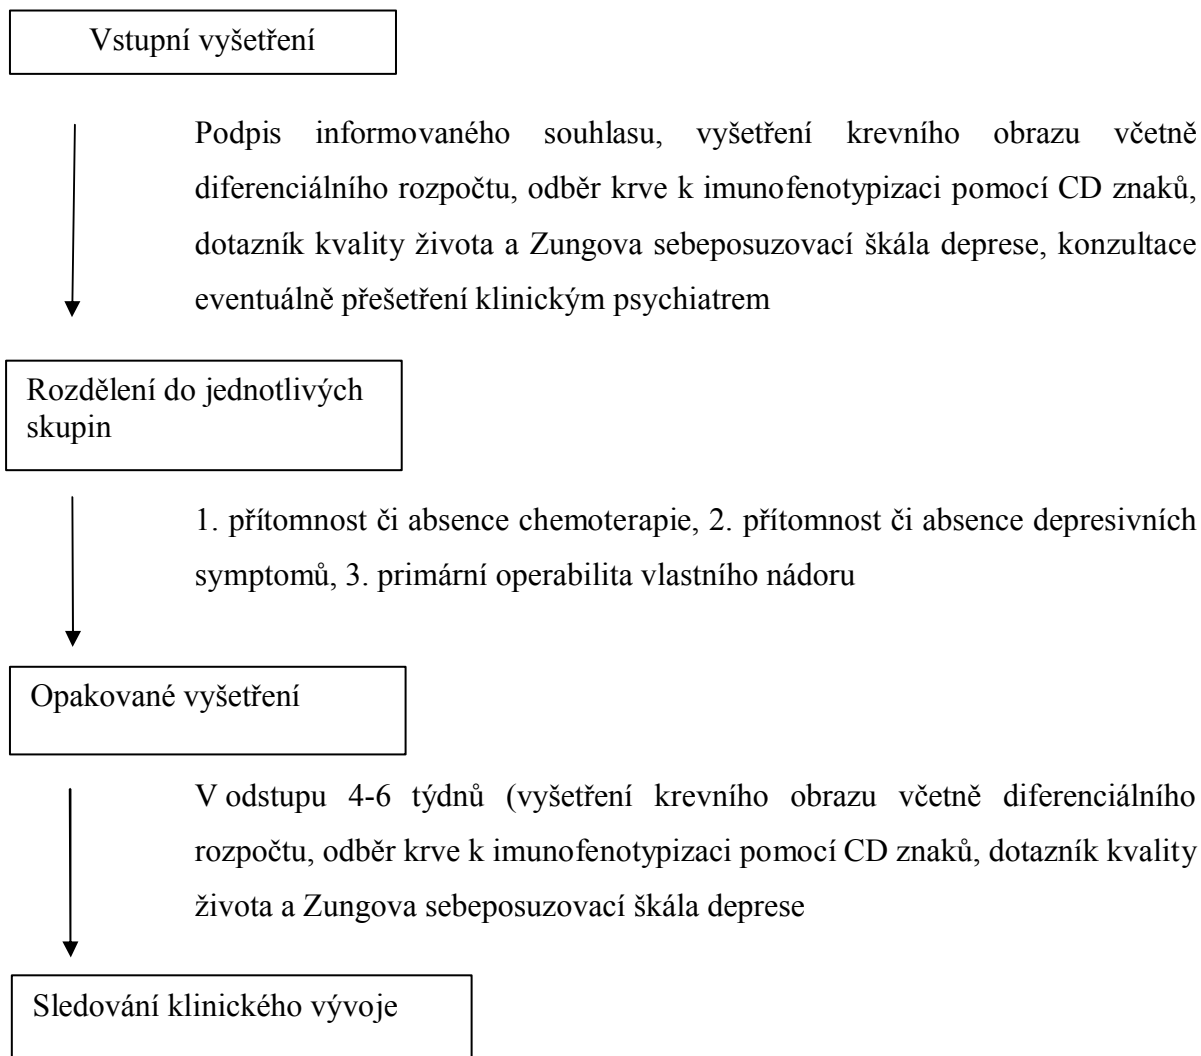 Vstupní vyšetření
Podpis informovaného souhlasu, vyšetření krevního obrazu včetně
diferenciálního rozpočtu, odběr krve k imunofenotypizaci pomocí CD znaků,
dotazník kvality života a Zungova sebeposuzovací škála deprese, konzultace
eventuálně přešetření klinickým psychiatrem
Rozdělení do jednotlivých
skupin
1. přítomnost či absence chemoterapie, 2. přítomnost či absence depresivních
symptomů, 3. primární operabilita vlastního nádoru
Opakované vyšetření
V odstupu 4-6 týdnů (vyšetření krevního obrazu včetně diferenciálního
rozpočtu, odběr krve k imunofenotypizaci pomocí CD znaků, dotazník kvality
života a Zungova sebeposuzovací škála deprese
Sledování klinického vývoje